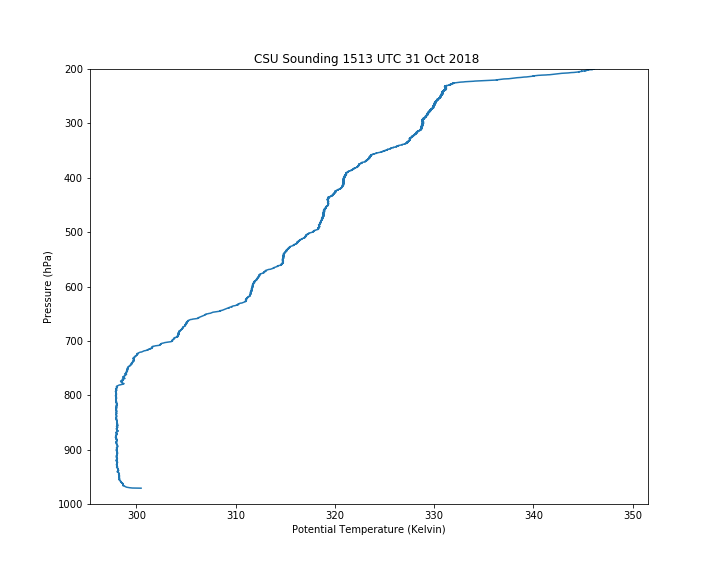 CSU Sounding 1513 UTC 31 Oct 2018
200
300
400
500
600
700
800
900
1000
Pressure (hPa)
300 310 320 330 340 350
Potential Temperature (Kelvin)